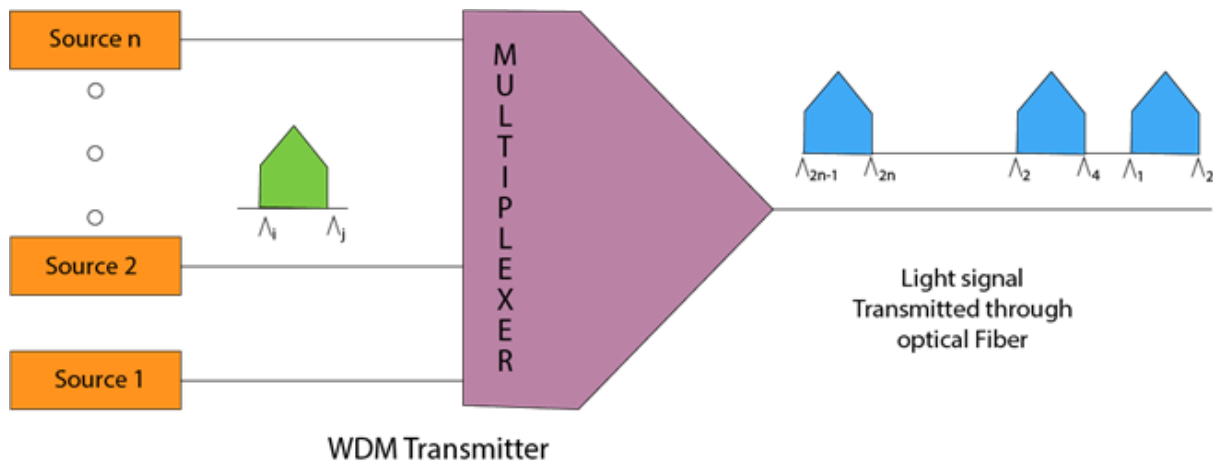 Source n
MULTIPLEXER
Λ2n-1 Λ2n Λ2 Λ4 Λ1 Λ2
Λi Λj
Source 2
Light signal
Transmitted through
optical Fiber
Source 1
WDM Transmitter